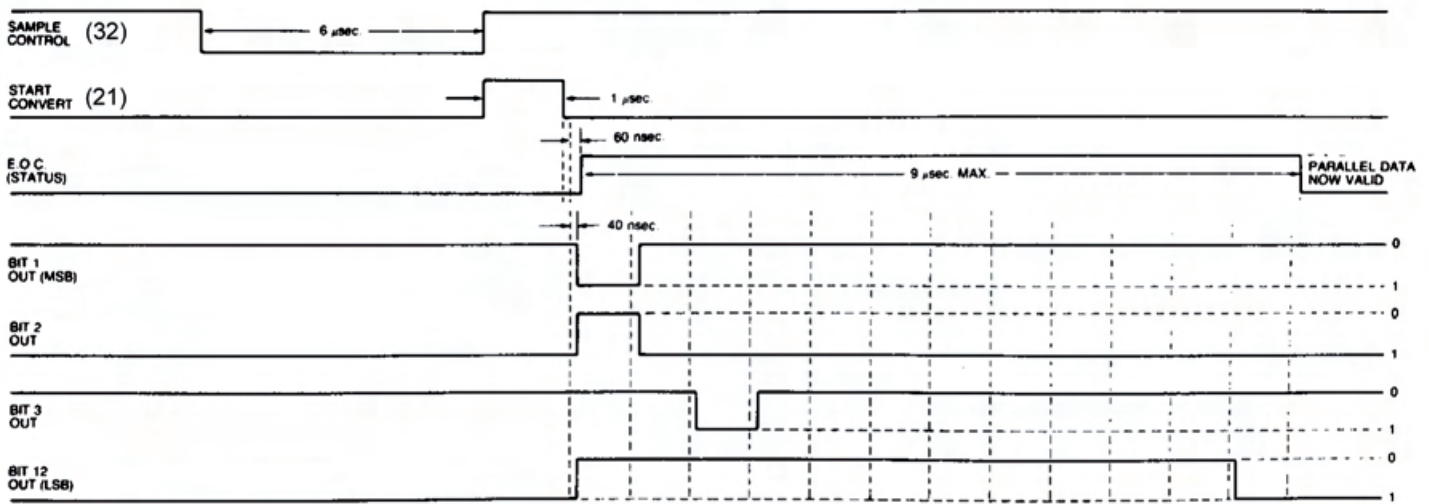 SAMPLE
CONTROL (32)
6 µsec.
START
CONVERT (21)
1 µsec.
60 nsec.
E.O.C.
(STATUS)
9 µsec. MAX.
PARALLEL DATA
NOW VALID
40 nsec.
BIT 1
OUT (MSB)
0
1
BIT 2
OUT
0
1
BIT 3
OUT
0
1
BIT 12
OUT (LSB)
0
1